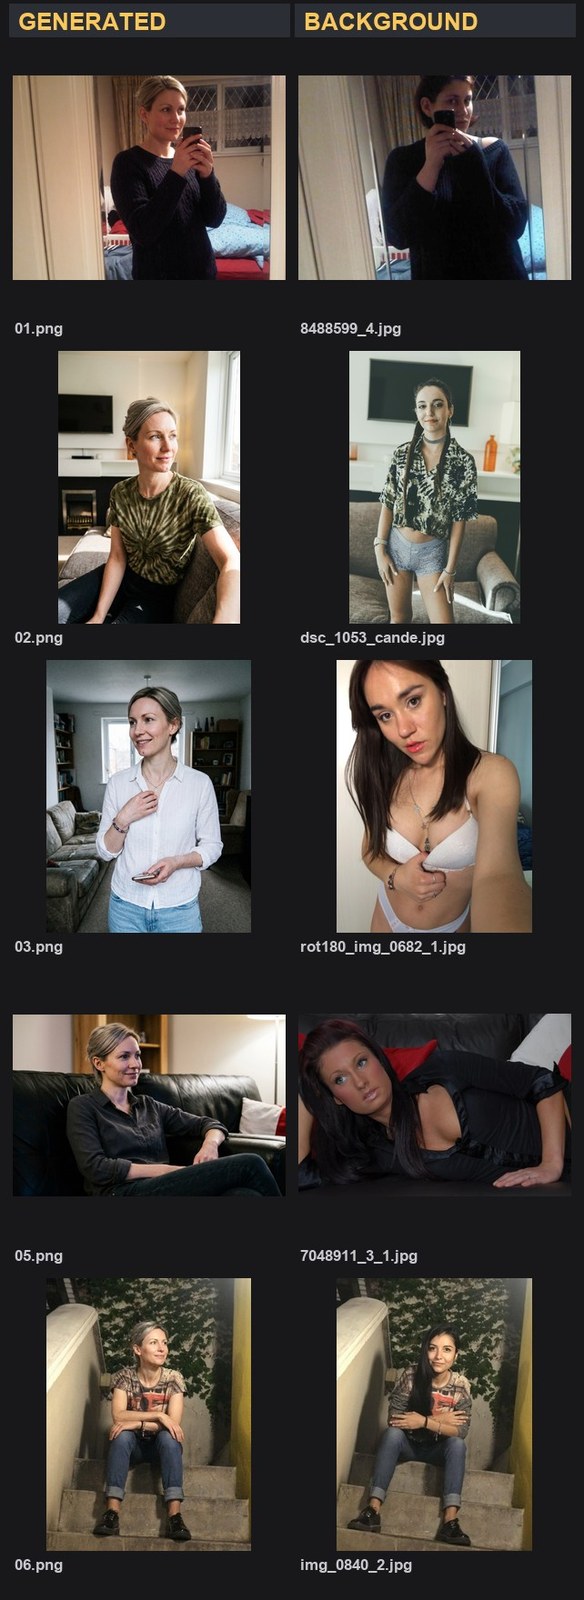 GENERATED
BACKGROUND
01.png
8488599_4.jpg
02.png
dsc_1053_cande.jpg
03.png
rot180_img_0682_1.jpg
05.png
7048911_3_1.jpg
06.png
img_0840_2.jpg